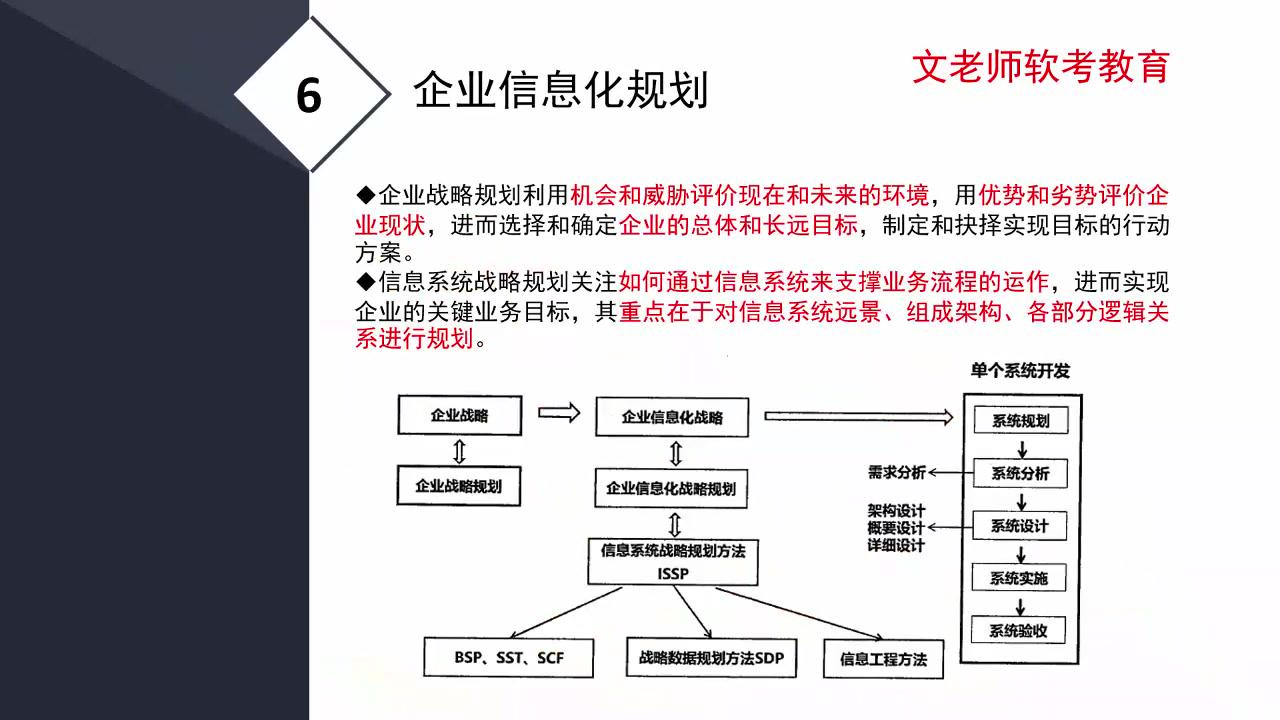 6
企业信息化规划
文老师软考教育
◆企业战略规划利用机会和威胁评价现在和未来的环境，用优势和劣势评价企
业现状，进而选择和确定企业的总体和长远目标，制定和抉择实现目标的行动
方案。
◆信息系统战略规划关注如何通过信息系统来支撑业务流程的运作，进而实现
企业的关键业务目标，其重点在于对信息系统远景、组成架构、各部分逻辑关
系进行规划。
单个系统开发
企业战略
企业信息化战略
系统规划
企业战略规划
企业信息化战略规划
需求分析
系统分析
架构设计
概要设计
详细设计
系统设计
信息系统战略规划方法
ISSP
系统实施
系统验收
BSP、SST、SCF
战略数据规划方法SDP
信息工程方法